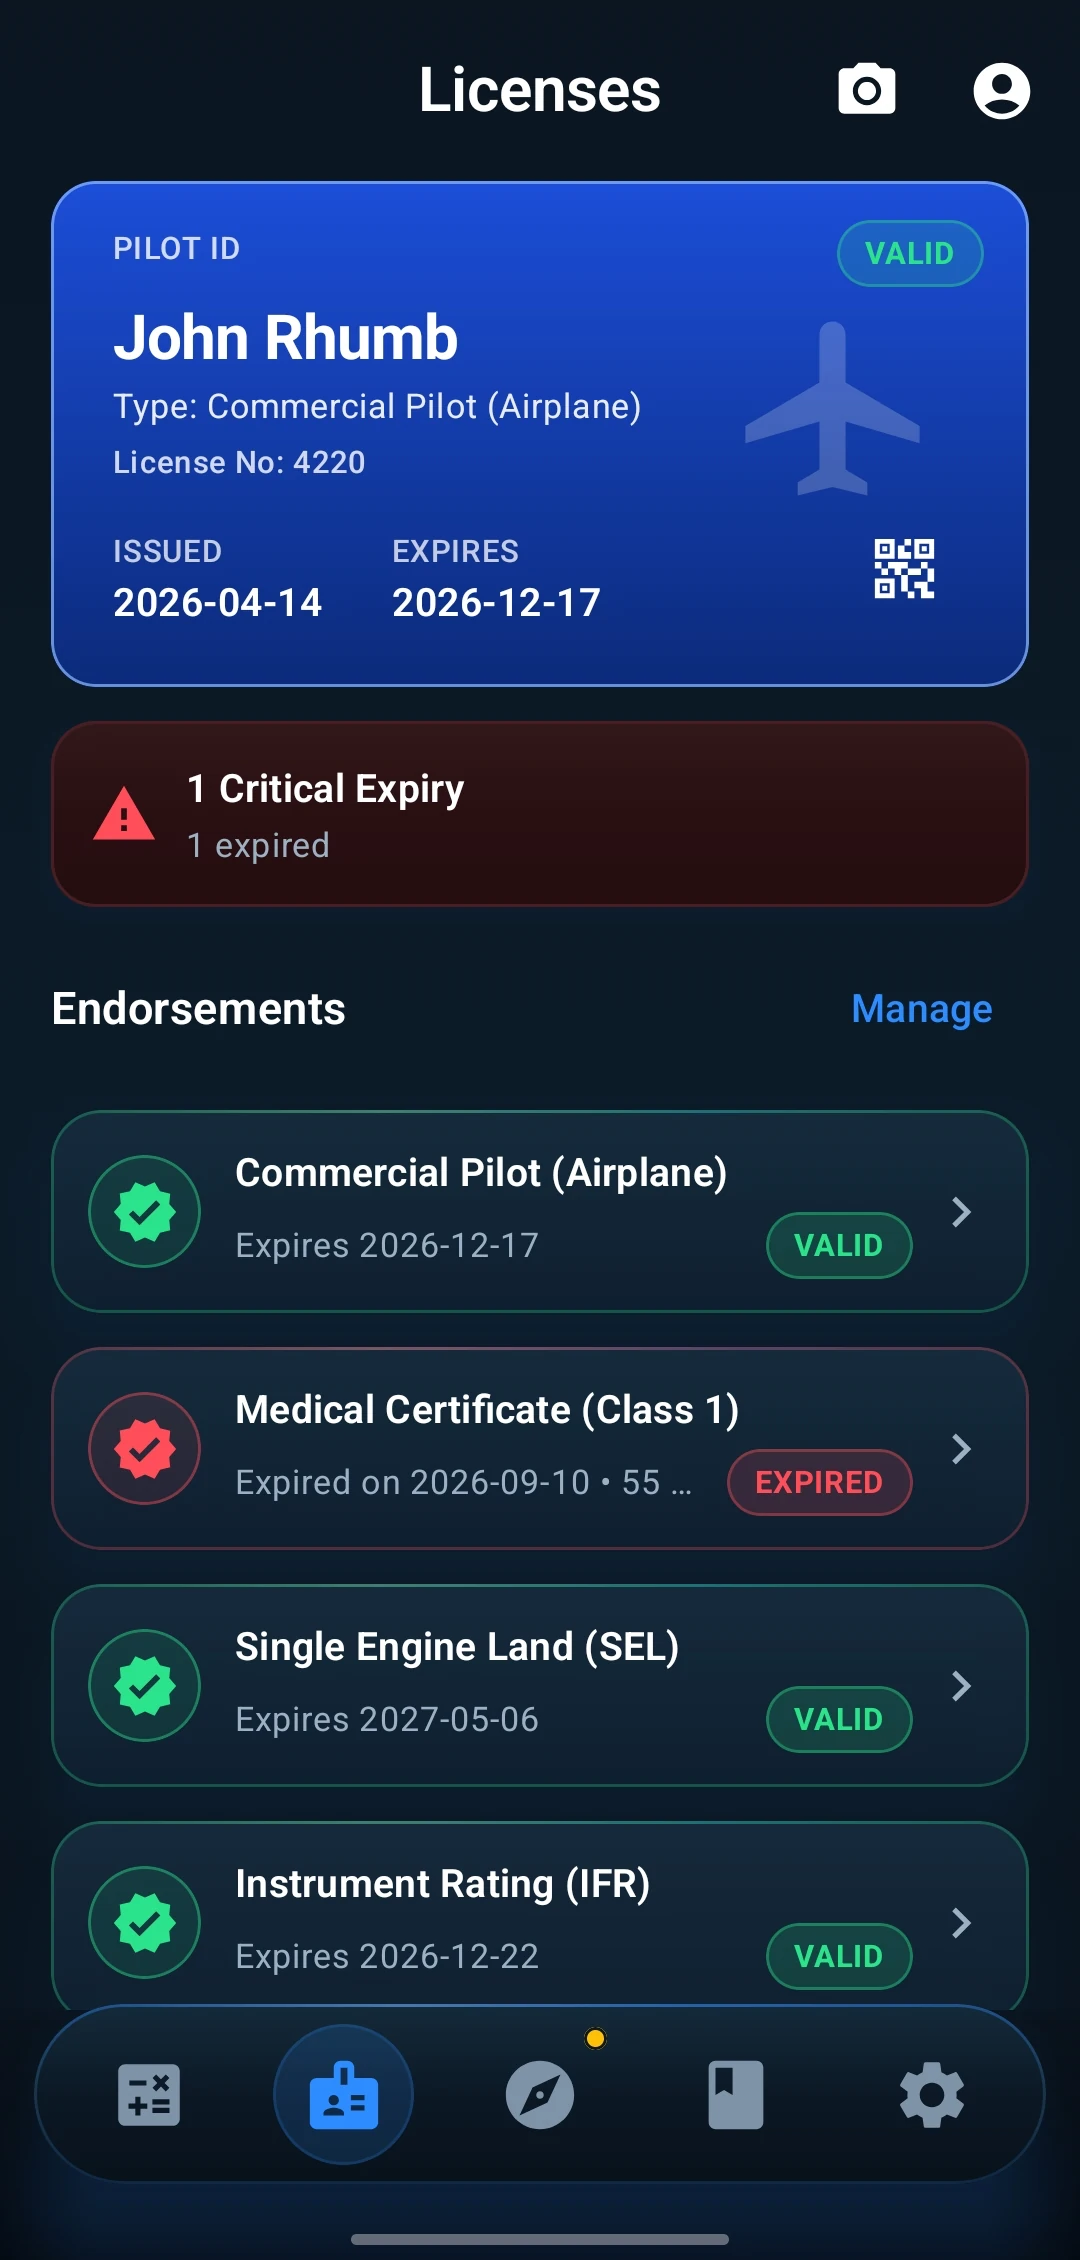 Licenses
PILOT ID
VALID
John Rhumb
Type: Commercial Pilot (Airplane)
License No: 4220
ISSUED
EXPIRES
2026-04-14
2026-12-17
1 Critical Expiry
1 expired
Endorsements
Manage
Commercial Pilot (Airplane)
Expires 2026-12-17
VALID
Medical Certificate (Class 1)
Expired on 2026-09-10 • 55 ...
EXPIRED
Single Engine Land (SEL)
Expires 2027-05-06
VALID
Instrument Rating (IFR)
Expires 2026-12-22
VALID